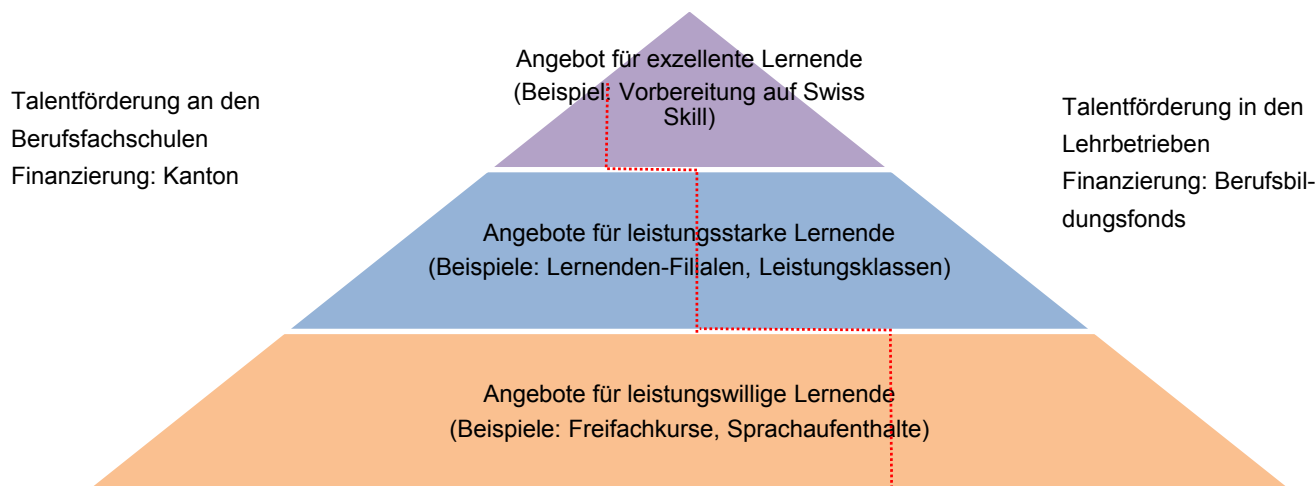 Angebot für exzellente Lernende
(Beispiel: Vorbereitung auf Swiss
Skill)
Talentförderung an den
Berufsfachschulen
Finanzierung: Kanton
Talentförderung in den
Lehrbetrieben
Finanzierung: Berufsbil-
dungsfonds
Angebote für leistungsstarke Lernende
(Beispiele: Lernenden-Filialen, Leistungsklassen)
Angebote für leistungswillige Lernende
(Beispiele: Freifachkurse, Sprachaufenthalte)